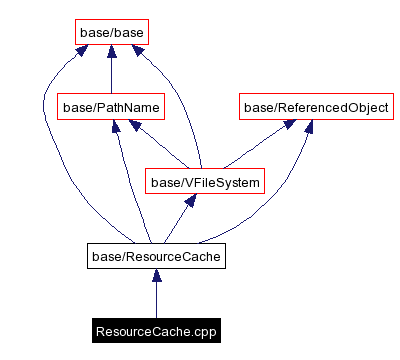 base/base
base/PathName
base/ReferencedObject
base/VFileSystem
base/ResourceCache
ResourceCache.cpp